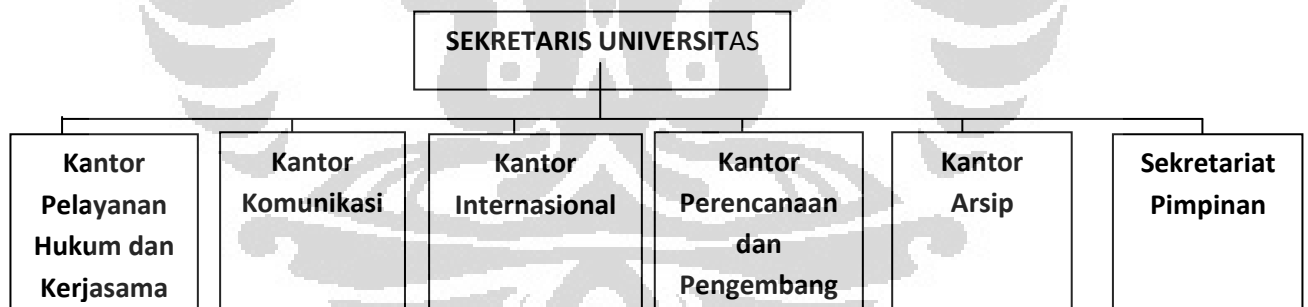 SEKRETARIS UNIVERSITAS
Kantor
Pelayanan
Hukum dan
Kerjasama
Kantor
Komunikasi
Kantor
Internasional
Kantor
Perencanaan
dan
Pengembang
Kantor
Arsip
Sekretariat
Pimpinan